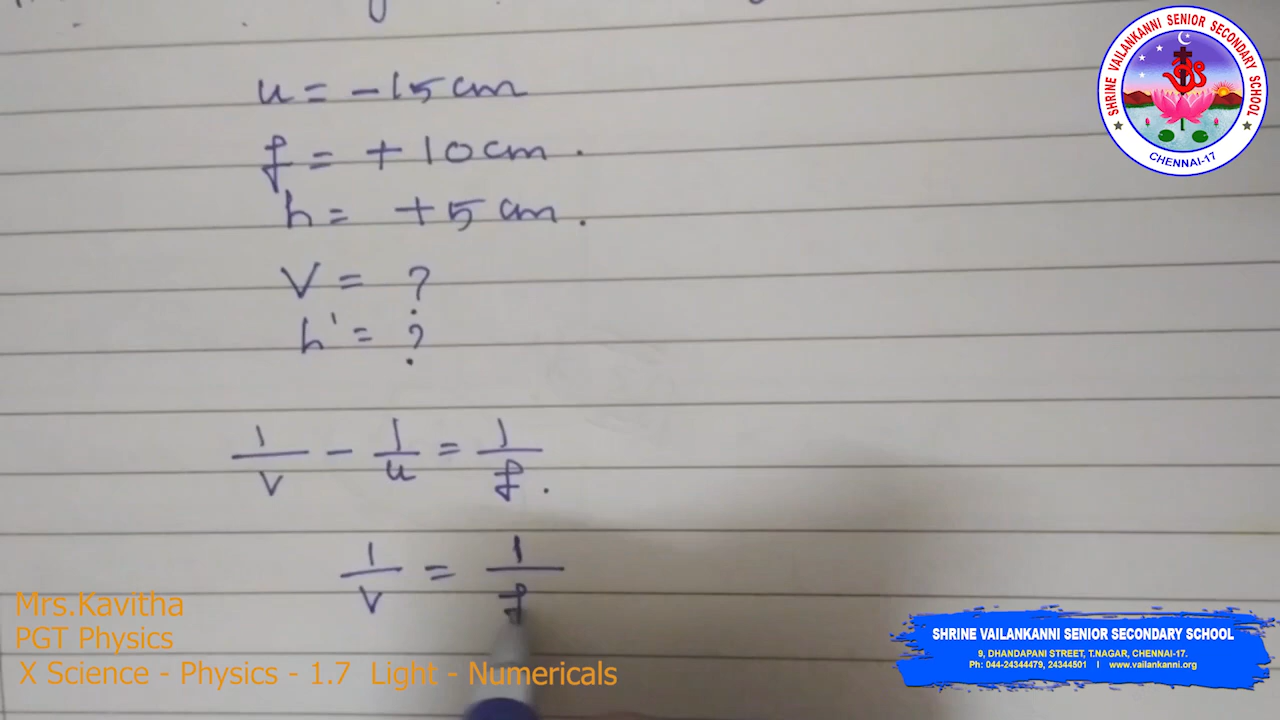 u = -15 cm
f = +10 cm.
h = +5 cm.
V = ?
h' = ?
1/v - 1/u = 1/f.
1/v = 1/f
SHRINE VAILANKANNI SENIOR SECONDARY SCHOOL
CHENNAI-17
Mrs.Kavitha
PGT Physics
X Science - Physics - 1.7 Light - Numericals
SHRINE VAILANKANNI SENIOR SECONDARY SCHOOL
9, DHANDAPANI STREET, T.NAGAR, CHENNAI-17.
Ph: 044-24344479, 24344501 | www.vailankanni.org